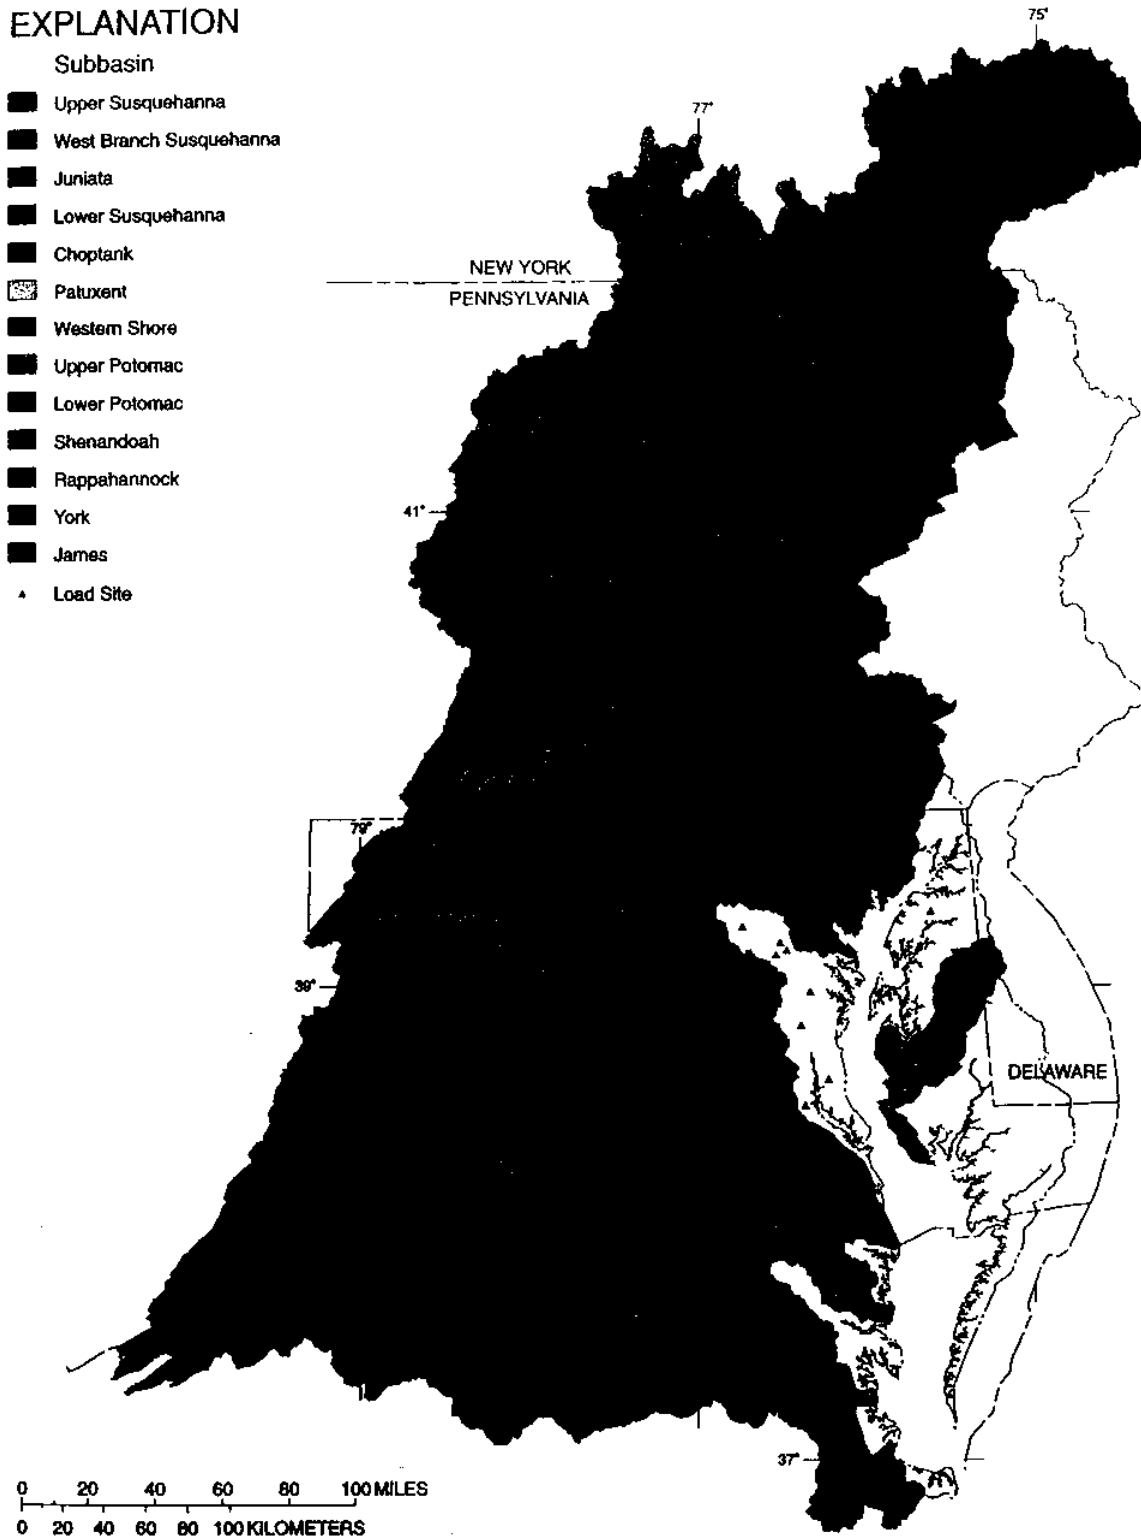 EXPLANATION
Subbasin
Upper Susquehanna
West Branch Susquehanna
Juniata
Lower Susquehanna
Choptank
Patuxent
Western Shore
Upper Potomac
Lower Potomac
Shenandoah
Rappahannock
York
James
Load Site
75°
77°
NEW YORK
PENNSYLVANIA
41°
79°
39°
DELAWARE
37°
0 20 40 60 80 100 MILES
0 20 40 60 80 100 KILOMETERS